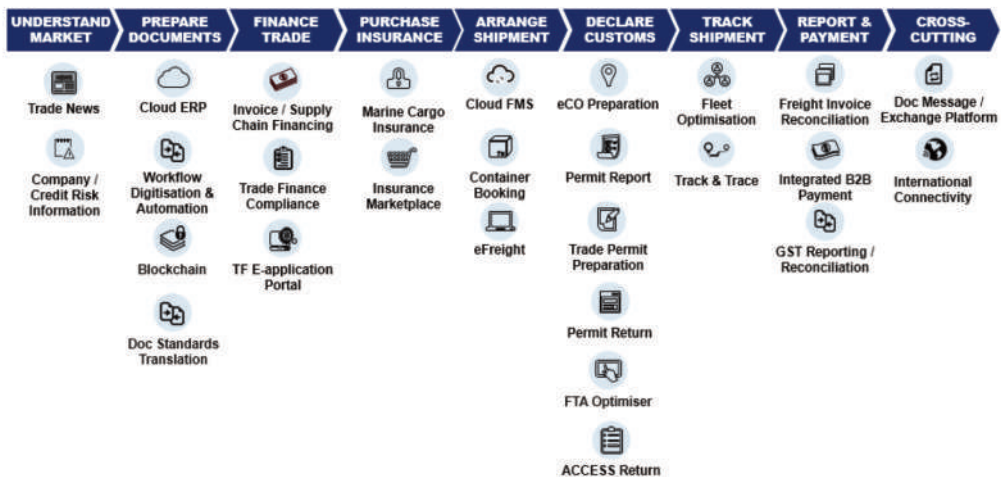 UNDERSTAND
MARKET
PREPARE
DOCUMENTS
FINANCE
TRADE
PURCHASE
INSURANCE
ARRANGE
SHIPMENT
DECLARE
CUSTOMS
TRACK
SHIPMENT
REPORT &
PAYMENT
CROSS-
CUTTING
Trade News
Company /
Credit Risk
Information
Cloud ERP
Workflow
Digitisation &
Automation
Blockchain
Doc Standards
Translation
Invoice / Supply
Chain Financing
Trade Finance
Compliance
TF E-application
Portal
Marine Cargo
Insurance
Insurance
Marketplace
Cloud FMS
Container
Booking
eFreight
eCO Preparation
Permit Report
Trade Permit
Preparation
Permit Return
FTA Optimiser
ACCESS Return
Fleet
Optimisation
Track & Trace
Freight Invoice
Reconciliation
Integrated B2B
Payment
GST Reporting /
Reconciliation
Doc Message /
Exchange Platform
International
Connectivity